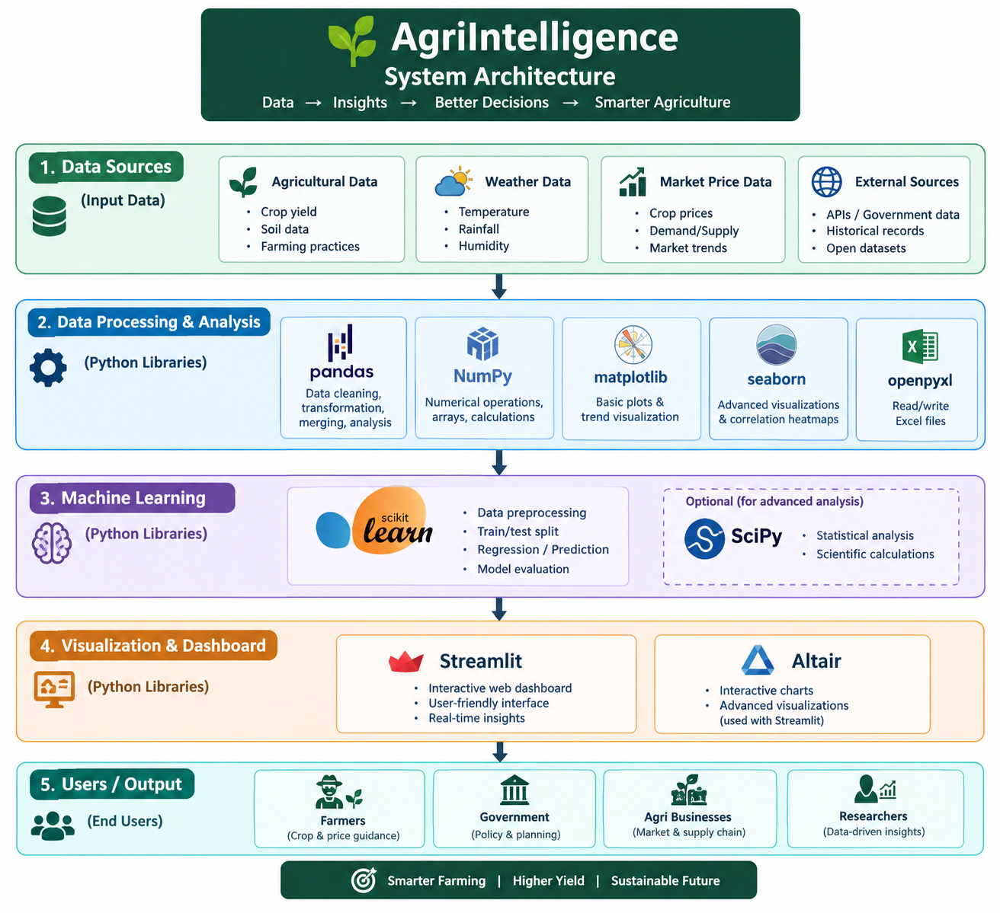 AgriIntelligence
System Architecture
Data → Insights → Better Decisions → Smarter Agriculture
1. Data Sources
(Input Data)
Agricultural Data
• Crop yield
• Soil data
• Farming practices
Weather Data
• Temperature
• Rainfall
• Humidity
Market Price Data
• Crop prices
• Demand/Supply
• Market trends
External Sources
• APIs / Government data
• Historical records
• Open datasets
2. Data Processing & Analysis
(Python Libraries)
pandas
Data cleaning,
transformation,
merging, analysis
NumPy
Numerical operations,
arrays, calculations
matplotlib
Basic plots &
trend visualization
seaborn
Advanced visualizations
& correlation heatmaps
X
openpyxl
Read/write
Excel files
3. Machine Learning
(Python Libraries)
scikit
learn
• Data preprocessing
• Train/test split
• Regression / Prediction
• Model evaluation
Optional (for advanced analysis)
SciPy
• Statistical analysis
• Scientific calculations
4. Visualization & Dashboard
(Python Libraries)
Streamlit
• Interactive web dashboard
• User-friendly interface
• Real-time insights
Altair
• Interactive charts
• Advanced visualizations
(used with Streamlit)
5. Users / Output
(End Users)
Farmers
(Crop & price guidance)
Government
(Policy & planning)
Agri Businesses
(Market & supply chain)
Researchers
(Data-driven insights)
Smarter Farming | Higher Yield | Sustainable Future